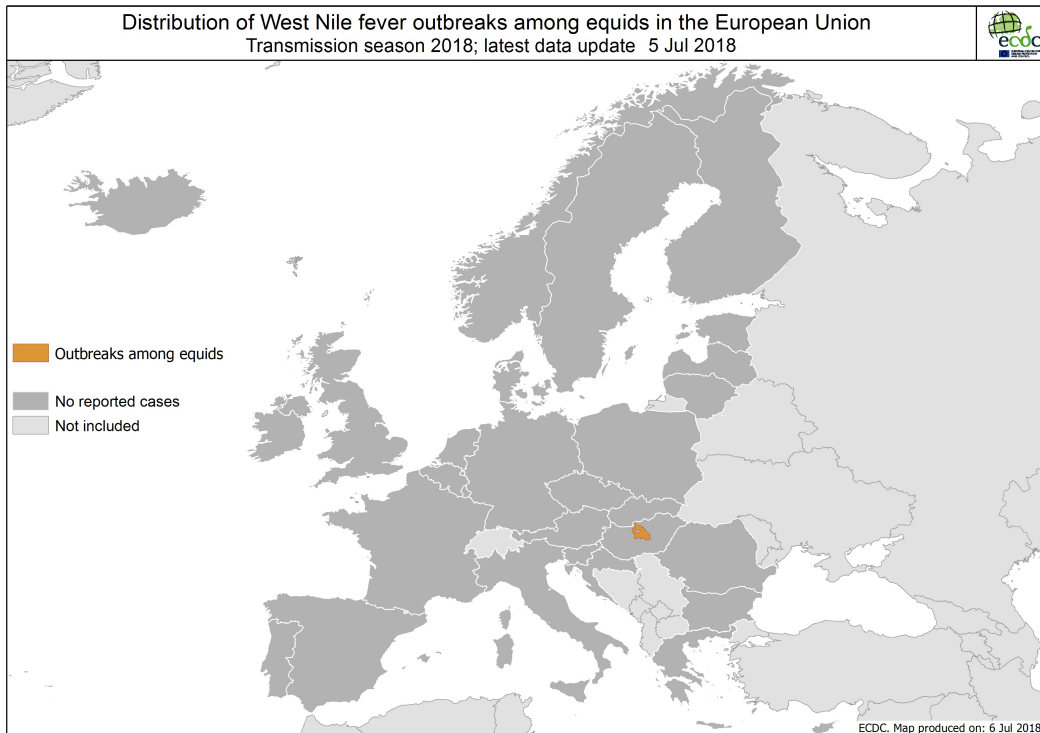 Distribution of West Nile fever outbreaks among equids in the European Union
Transmission season 2018; latest data update 5 Jul 2018
ecdc
Outbreaks among equids
No reported cases
Not included
ECDC. Map produced on: 6 Jul 2018